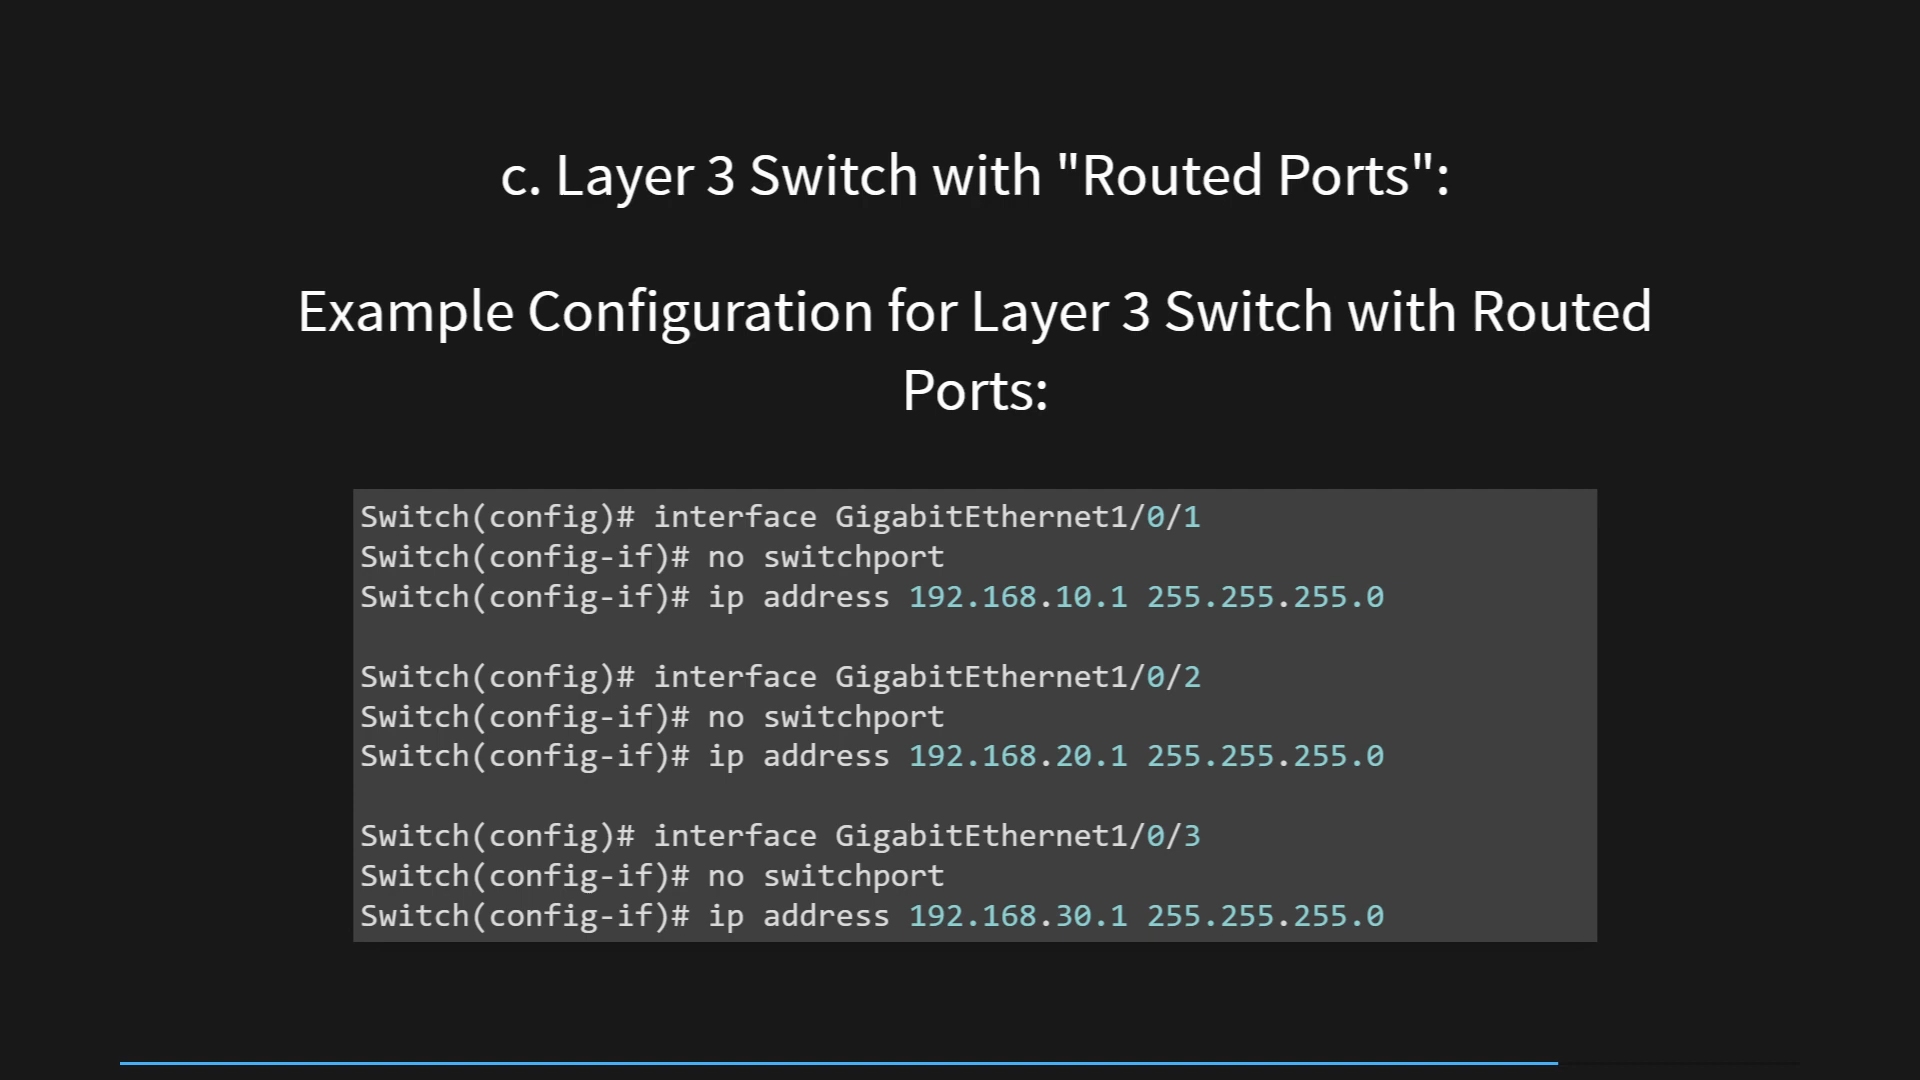 c. Layer 3 Switch with "Routed Ports":
Example Configuration for Layer 3 Switch with Routed
Ports:
Switch(config)# interface GigabitEthernet1/0/1
Switch(config-if)# no switchport
Switch(config-if)# ip address 192.168.10.1 255.255.255.0
Switch(config)# interface GigabitEthernet1/0/2
Switch(config-if)# no switchport
Switch(config-if)# ip address 192.168.20.1 255.255.255.0
Switch(config)# interface GigabitEthernet1/0/3
Switch(config-if)# no switchport
Switch(config-if)# ip address 192.168.30.1 255.255.255.0